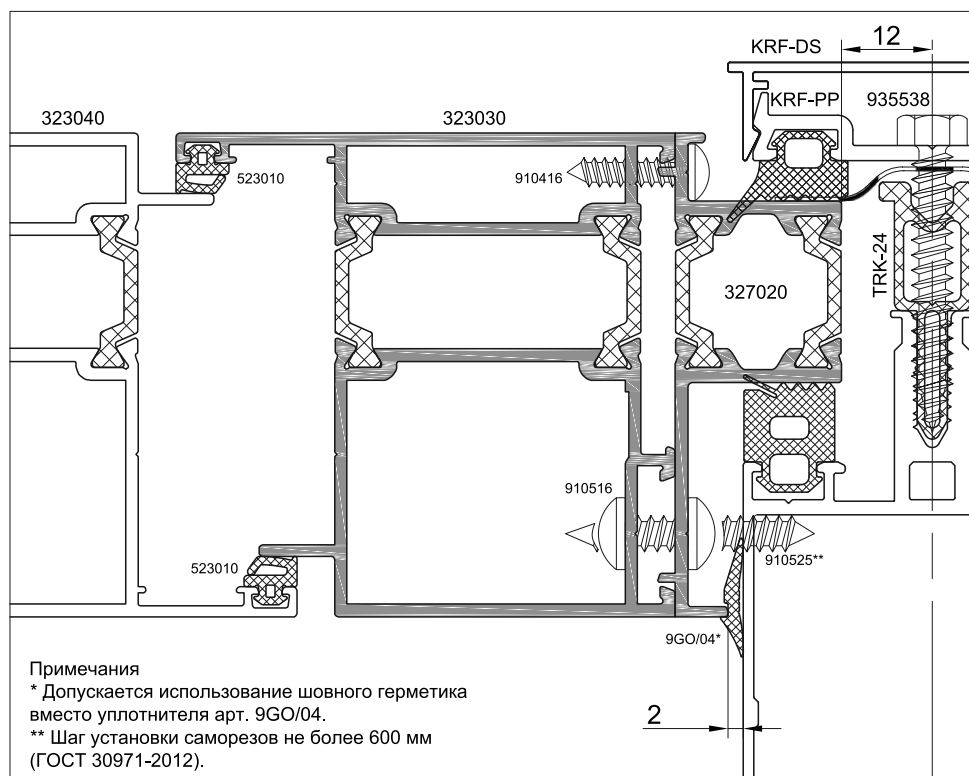 KRF-DS
12
KRF-PP
935538
323040
323030
523010
910416
TRK-24
327020
910516
523010
910525**
9GO/04*
Примечания
* Допускается использование шовного герметика
вместо уплотнителя арт. 9GO/04.
** Шаг установки саморезов не более 600 мм
(ГОСТ 30971-2012).
2